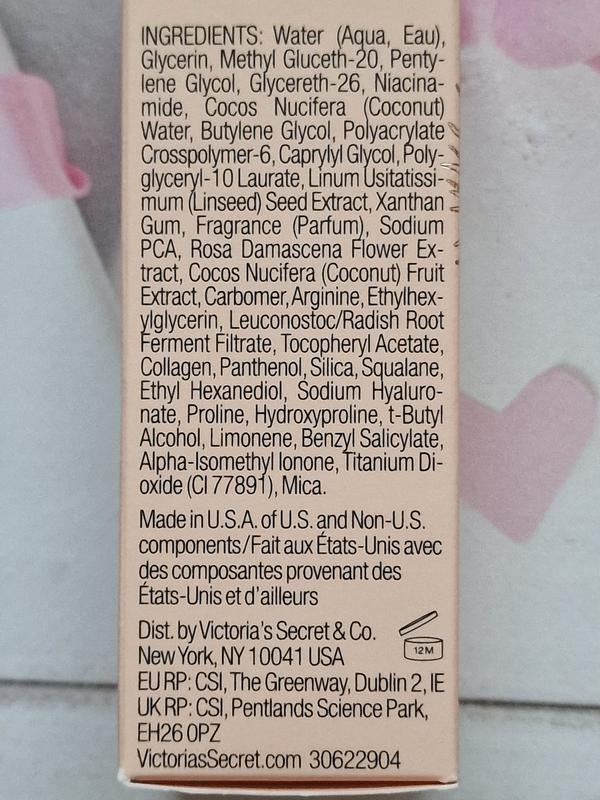 INGREDIENTS: Water (Aqua, Eau),
Glycerin, Methyl Gluceth-20, Penty-
lene Glycol, Glycereth-26, Niacina-
mide, Cocos Nucifera (Coconut)
Water, Butylene Glycol, Polyacrylate
Crosspolymer-6, Caprylyl Glycol, Poly-
glyceryl-10 Laurate, Linum Usitatissi-
mum (Linseed) Seed Extract, Xanthan
Gum, Fragrance (Parfum), Sodium
PCA, Rosa Damascena Flower Ex-
tract, Cocos Nucifera (Coconut) Fruit
Extract, Carbomer, Arginine, Ethylhex-
ylglycerin, Leuconostoc/Radish Root
Ferment Filtrate, Tocopheryl Acetate,
Collagen, Panthenol, Silica, Squalane,
Ethyl Hexanediol, Sodium Hyaluro-
nate, Proline, Hydroxyproline, t-Butyl
Alcohol, Limonene, Benzyl Salicylate,
Alpha-Isomethyl Ionone, Titanium Di-
oxide (CI 77891), Mica.
Made in U.S.A. of U.S. and Non-U.S.
components/Fait aux États-Unis avec
des composantes provenant des
États-Unis et d'ailleurs
Dist. by Victoria's Secret & Co.
New York, NY 10041 USA
12M
EU RP: CSI, The Greenway, Dublin 2, IE
UK RP: CSI, Pentlands Science Park,
EH26 0PZ
VictoriasSecret.com 30622904